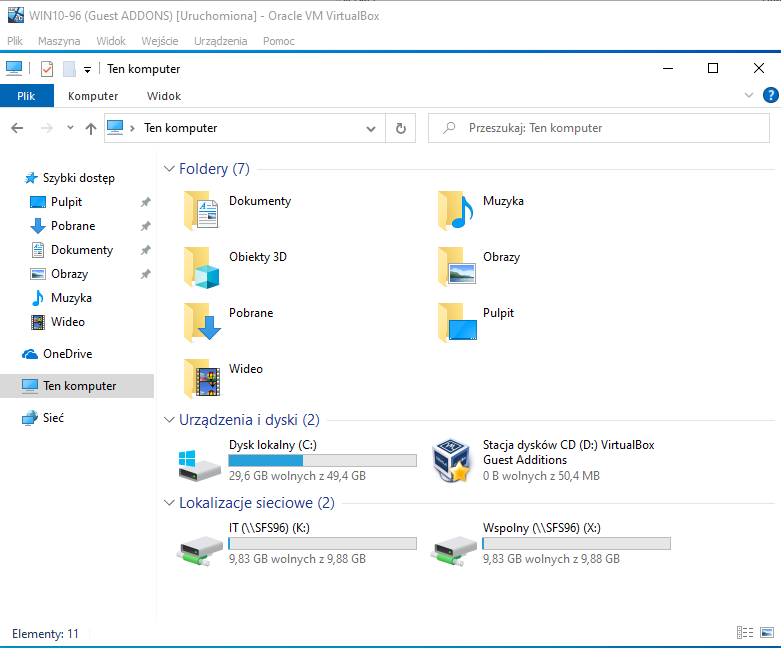 WIN10-96 (Guest ADDONS) [Uruchomiona] - Oracle VM VirtualBox
Plik Maszyna Widok Wejście Urządzenia Pomoc
Ten komputer
Plik Komputer Widok
Ten komputer
Przeszukaj: Ten komputer
Szybki dostęp
Pulpit
Pobrane
Dokumenty
Obrazy
Muzyka
Wideo
OneDrive
Ten komputer
Sieć
Foldery (7)
Dokumenty
Muzyka
Obiekty 3D
Obrazy
Pobrane
Pulpit
Wideo
Urządzenia i dyski (2)
Dysk lokalny (C:)
29,6 GB wolnych z 49,4 GB
Stacja dysków CD (D:) VirtualBox
Guest Additions
0 B wolnych z 50,4 MB
Lokalizacje sieciowe (2)
IT (\\SFS96) (K:)
9,83 GB wolnych z 9,88 GB
Wspolny (\\SFS96) (X:)
9,83 GB wolnych z 9,88 GB
Elementy: 11